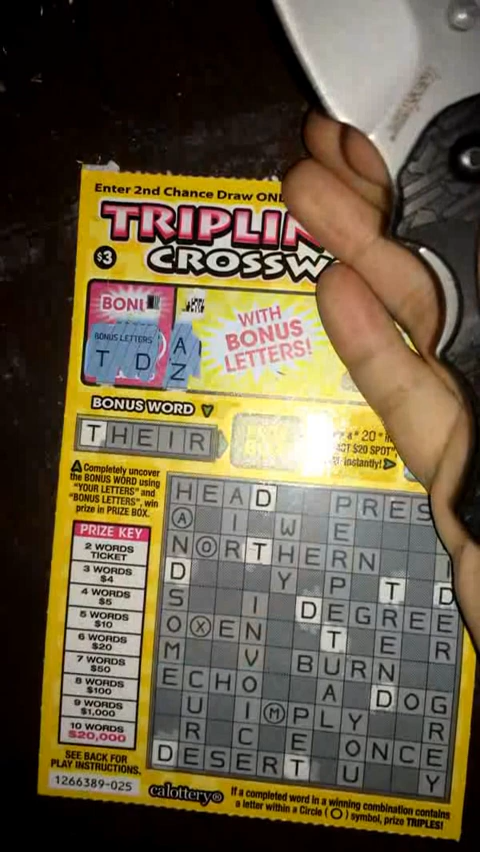 Enter 2nd Chance Draw
TRIPLIN
$3
CROSSW
BONU
BONUS LETTERS
T D
A
Z
WITH
BONUS
LETTERS!
BONUS WORD
THEIR
Completely uncover
the BONUS WORD using
"YOUR LETTERS" and
"BONUS LETTERS", win
prize in PRIZE BOX.
a "20"
$20 SPOT",
instantly!
PRIZE KEY
2 WORDS
TICKET
3 WORDS
$4
4 WORDS
$5
5 WORDS
$10
6 WORDS
$20
7 WORDS
$50
8 WORDS
$100
9 WORDS
$1,000
10 WORDS
$20,000
HEAD PRES
A I W E
NORTHERN
D Y P T D
S I DEGREE
OXEN T E R
M V BURN
ECHO A DOG
U I MPLY R
R C E O E
DESERT ONCE Y
U
SEE BACK FOR
PLAY INSTRUCTIONS.
1266389-025
calottery®
If a completed word in a winning combination contains
a letter within a Circle ( O ) symbol, prize TRIPLES!